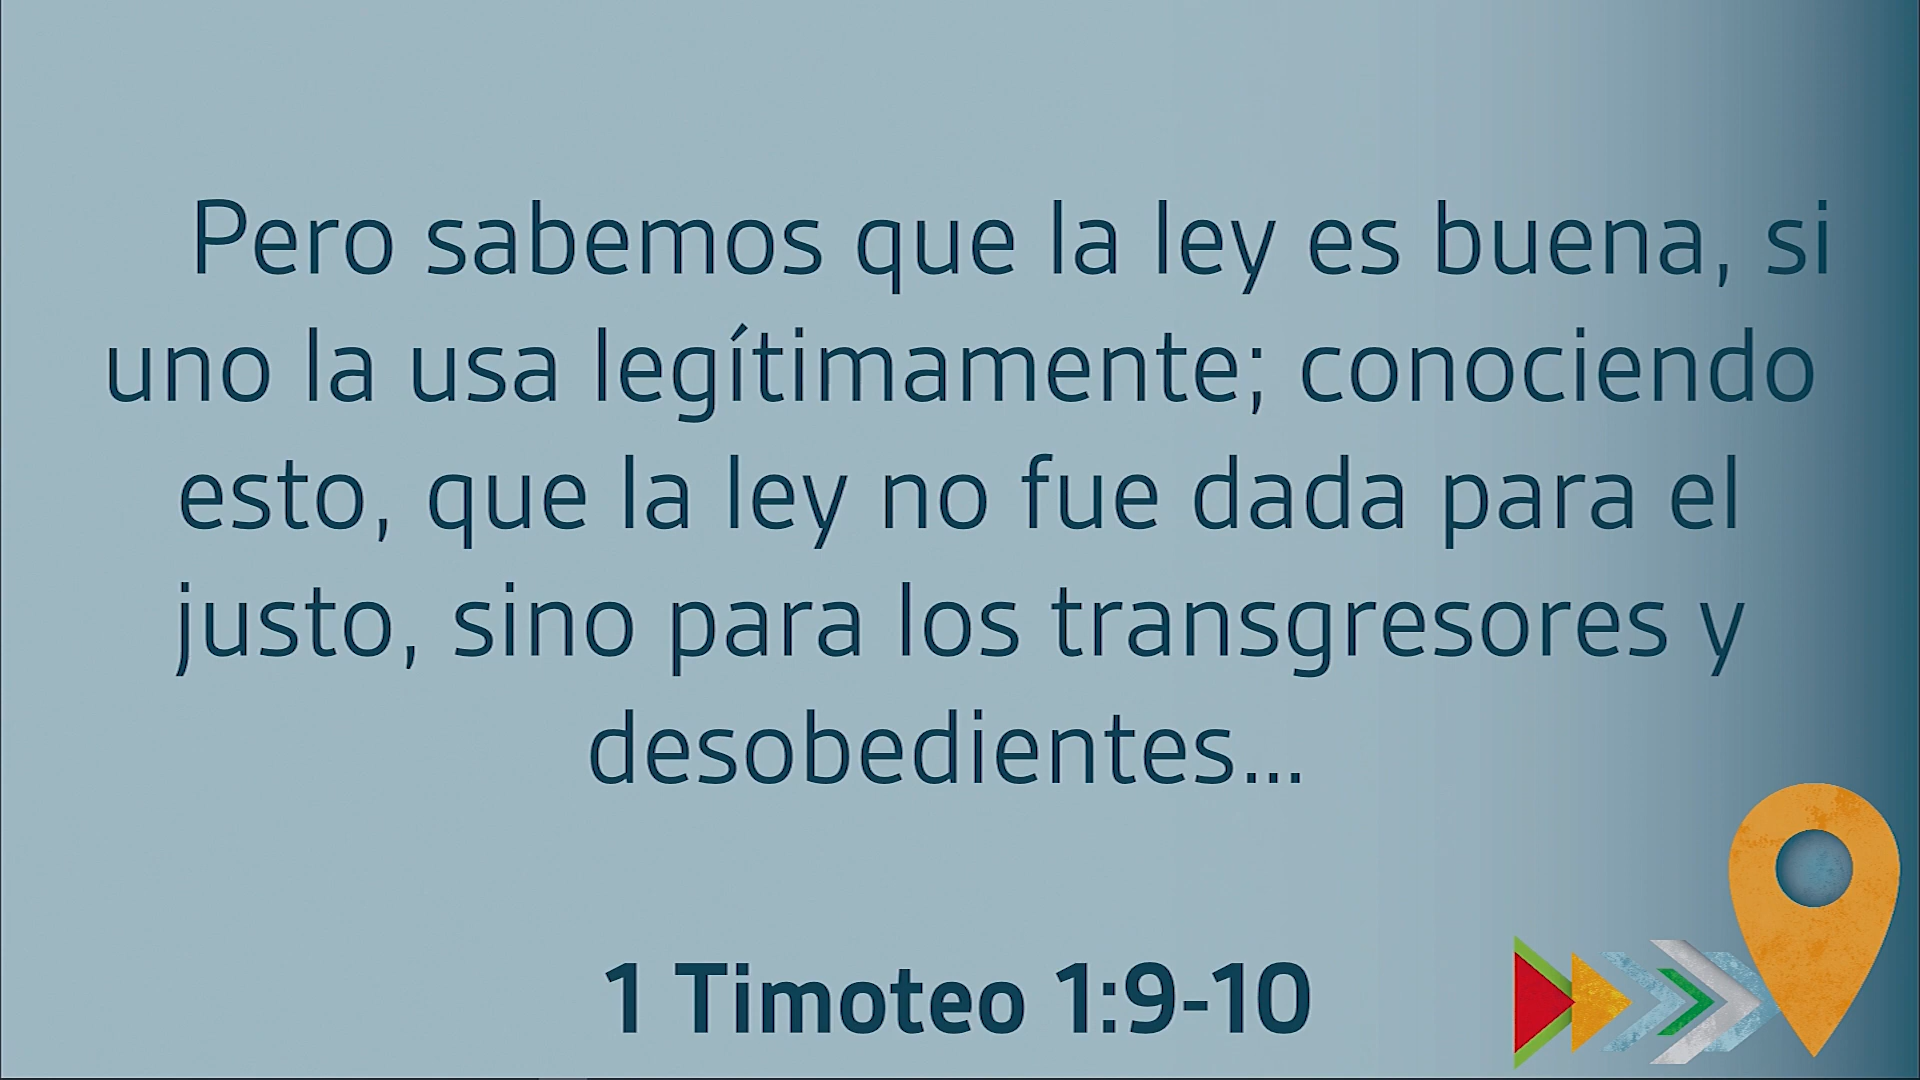 Pero sabemos que la ley es buena, si
uno la usa legítimamente; conociendo
esto, que la ley no fue dada para el
justo, sino para los transgresores y
desobedientes...
1 Timoteo 1:9-10